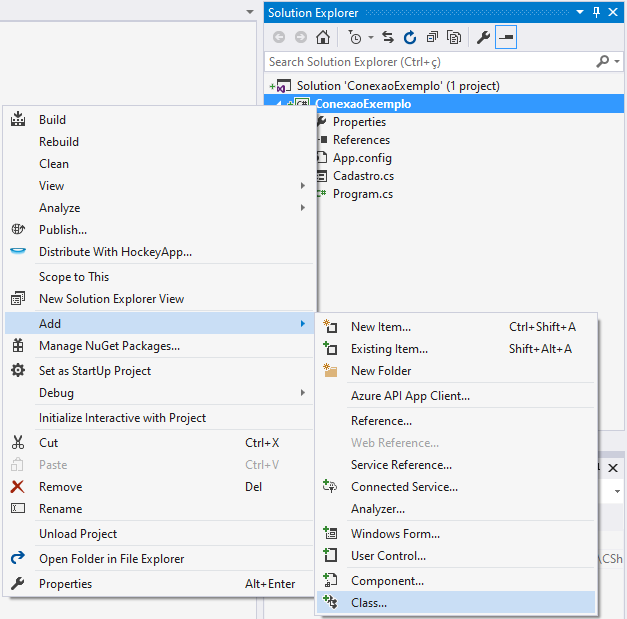 Solution Explorer
Search Solution Explorer (Ctrl+ç)
Solution 'ConexaoExemplo' (1 project)
C# ConexaoExemplo
Properties
References
App.config
Cadastro.cs
Program.cs
Build
Rebuild
Clean
View
Analyze
Publish...
Distribute With HockeyApp...
Scope to This
New Solution Explorer View
Add
Manage NuGet Packages...
Set as StartUp Project
Debug
Initialize Interactive with Project
Cut Ctrl+X
Paste Ctrl+V
Remove Del
Rename
Unload Project
Open Folder in File Explorer
Properties Alt+Enter
New Item... Ctrl+Shift+A
Existing Item... Shift+Alt+A
New Folder
Azure API App Client...
Reference...
Web Reference...
Service Reference...
Connected Service...
Analyzer...
Windows Form...
User Control...
Component...
Class...
\CSh